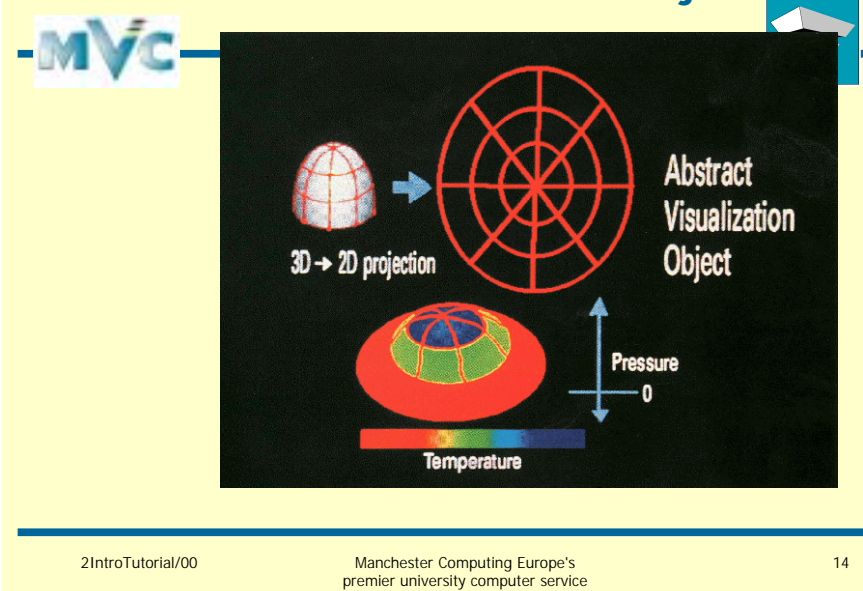 MVC
Abstract
Visualization
Object
3D → 2D projection
Pressure
0
Temperature
2IntroTutorial/00
Manchester Computing Europe's
premier university computer service
14